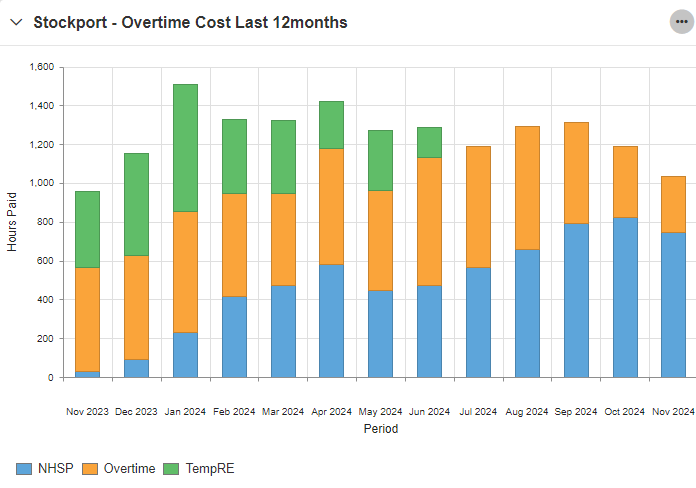 Stockport - Overtime Cost Last 12months
1,600
1,400
1,200
1,000
800
600
400
200
0
Hours Paid
Nov 2023 Dec 2023 Jan 2024 Feb 2024 Mar 2024 Apr 2024 May 2024 Jun 2024 Jul 2024 Aug 2024 Sep 2024 Oct 2024 Nov 2024
Period
NHSP Overtime TempRE